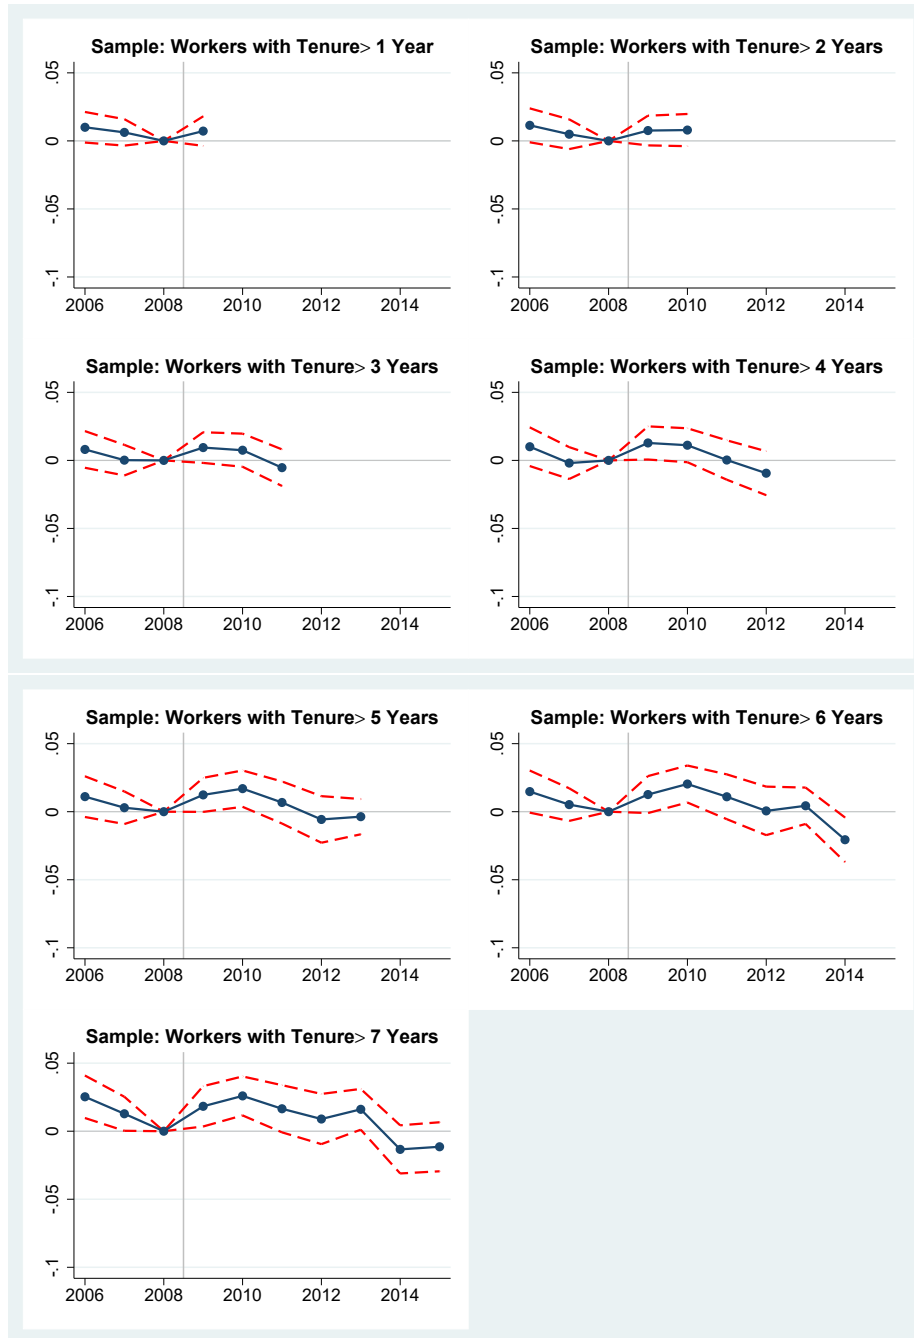 Sample: Workers with Tenure> 1 Year
.05
0
-.05
-.1
2006 2008 2010 2012 2014
Sample: Workers with Tenure> 2 Years
.05
0
-.05
-.1
2006 2008 2010 2012 2014
Sample: Workers with Tenure> 3 Years
.05
0
-.05
-.1
2006 2008 2010 2012 2014
Sample: Workers with Tenure> 4 Years
.05
0
-.05
-.1
2006 2008 2010 2012 2014
Sample: Workers with Tenure> 5 Years
.05
0
-.05
-.1
2006 2008 2010 2012 2014
Sample: Workers with Tenure> 6 Years
.05
0
-.05
-.1
2006 2008 2010 2012 2014
Sample: Workers with Tenure> 7 Years
.05
0
-.05
-.1
2006 2008 2010 2012 2014